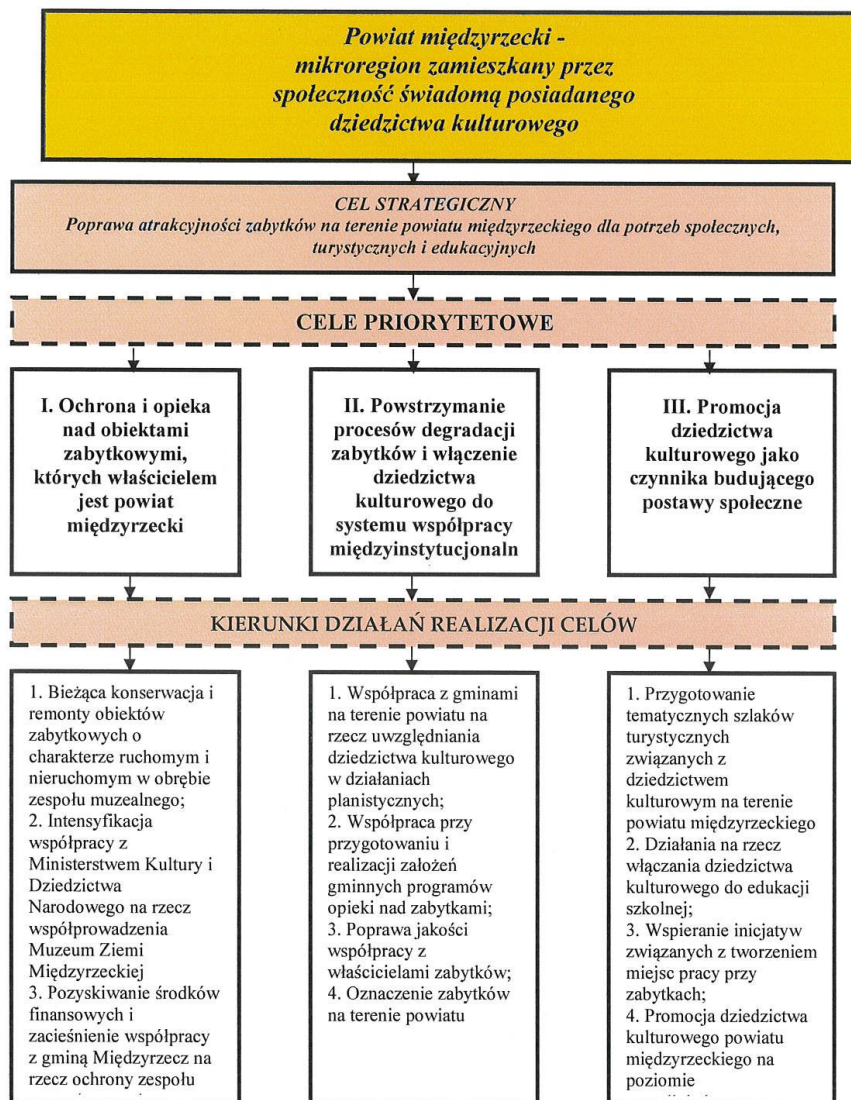 Powiat międzyrzecki -
mikroregion zamieszkany przez
społeczność świadomą posiadanego
dziedzictwa kulturowego
CEL STRATEGICZNY
Poprawa atrakcyjności zabytków na terenie powiatu międzyrzeckiego dla potrzeb społecznych,
turystycznych i edukacyjnych
CELE PRIORYTETOWE
I. Ochrona i opieka
nad obiektami
zabytkowymi,
których właścicielem
jest powiat
międzyrzecki
II. Powstrzymanie
procesów degradacji
zabytków i włączenie
dziedzictwa
kulturowego do
systemu współpracy
międzyinstytucjonaln
III. Promocja
dziedzictwa
kulturowego jako
czynnika budującego
postawy społeczne
KIERUNKI DZIAŁAŃ REALIZACJI CELÓW
1. Bieżąca konserwacja i
remonty obiektów
zabytkowych o
charakterze ruchomym i
nieruchomym w obrębie
zespołu muzealnego;
2. Intensyfikacja
współpracy z
Ministerstwem Kultury i
Dziedzictwa
Narodowego na rzecz
współprowadzenia
Muzeum Ziemi
Międzyrzeckiej
3. Pozyskiwanie środków
finansowych i
zacieśnienie współpracy
z gminą Międzyrzecz na
rzecz ochrony zespołu
1. Współpraca z gminami
na terenie powiatu na
rzecz uwzględniania
dziedzictwa kulturowego
w działaniach
planistycznych;
2. Współpraca przy
przygotowaniu i
realizacji założeń
gminnych programów
opieki nad zabytkami;
3. Poprawa jakości
współpracy z
właścicielami zabytków;
4. Oznaczenie zabytków
na terenie powiatu
1. Przygotowanie
tematycznych szlaków
turystycznych
związanych z
dziedzictwem
kulturowym na terenie
powiatu międzyrzeckiego
2. Działania na rzecz
włączania dziedzictwa
kulturowego do edukacji
szkolnej;
3. Wspieranie inicjatyw
związanych z tworzeniem
miejsc pracy przy
zabytkach;
4. Promocja dziedzictwa
kulturowego powiatu
międzyrzeckiego na
poziomie